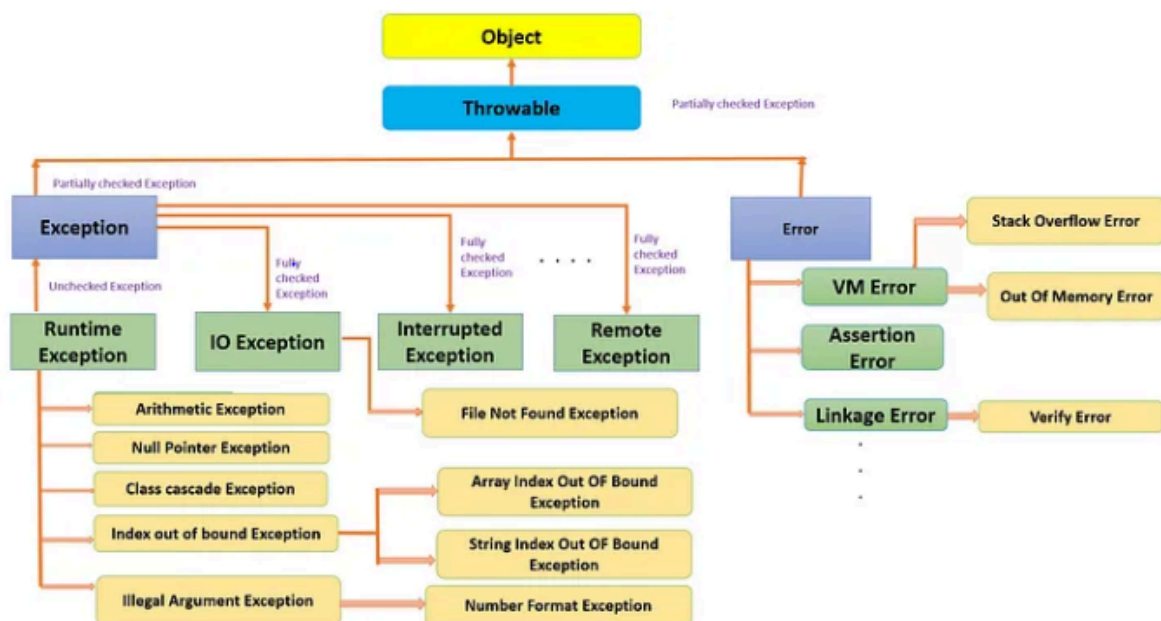 Object
Throwable
Partially checked Exception
Partially checked Exception
Exception
Error
Stack Overflow Error
Fully
checked
Exception
Fully
checked
Exception
Fully
checked
Exception
. . . .
Unchecked Exception
VM Error
Out Of Memory Error
Runtime
Exception
IO Exception
Interrupted
Exception
Remote
Exception
Assertion
Error
Arithmetic Exception
File Not Found Exception
Linkage Error
Verify Error
Null Pointer Exception
Class cascade Exception
Array Index Out OF Bound
Exception
Index out of bound Exception
String Index Out OF Bound
Exception
Illegal Argument Exception
Number Format Exception